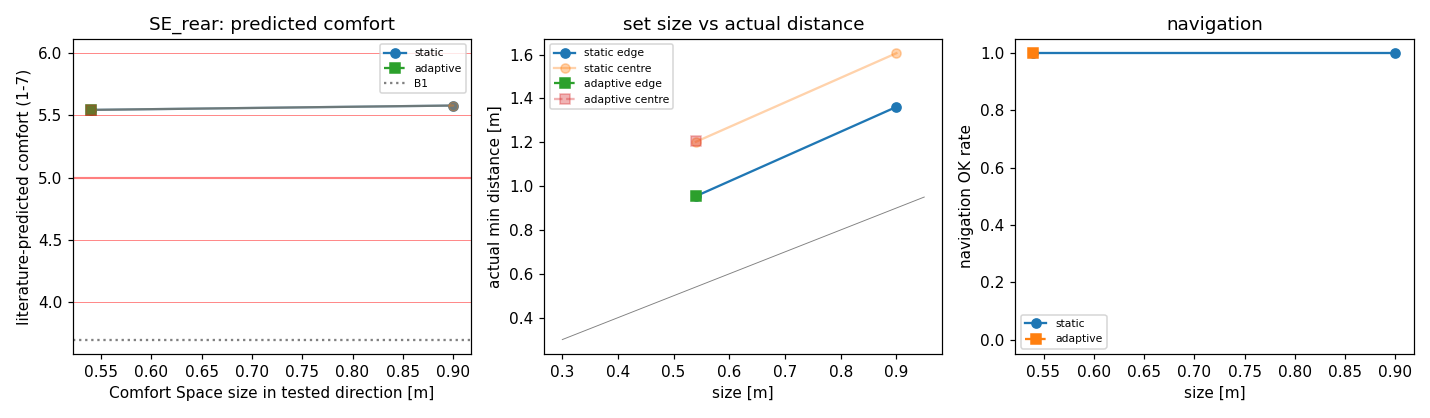 SE_rear: predicted comfort
literature-predicted comfort (1-7)
6.0
5.5
5.0
4.5
4.0
static
adaptive
B1
0.55 0.60 0.65 0.70 0.75 0.80 0.85 0.90
Comfort Space size in tested direction [m]
set size vs actual distance
actual min distance [m]
1.6
1.4
1.2
1.0
0.8
0.6
0.4
static edge
static centre
adaptive edge
adaptive centre
0.3 0.4 0.5 0.6 0.7 0.8 0.9
size [m]
navigation
navigation OK rate
1.0
0.8
0.6
0.4
0.2
0.0
static
adaptive
0.55 0.60 0.65 0.70 0.75 0.80 0.85 0.90
size [m]